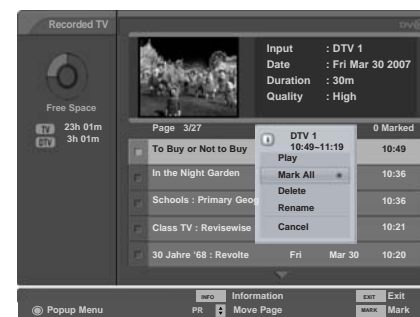 Recorded TV
Input : DTV 1
Date : Fri Mar 30 2007
Duration : 30m
Quality : High
Free Space
TV 23h 01m
DTV 3h 01m
Page 3/27
0 Marked
DTV 1
10:49~11:19
Play
Mark All
Delete
Rename
Cancel
To Buy or Not to Buy 10:49
In the Night Garden 10:36
Schools : Primary Geog 10:36
Class TV : Revisewise 10:21
30 Jahre '68 : Revolte Fri Mar 30 10:20
INFO Information EXIT Exit
Popup Menu PR Move Page MARK Mark